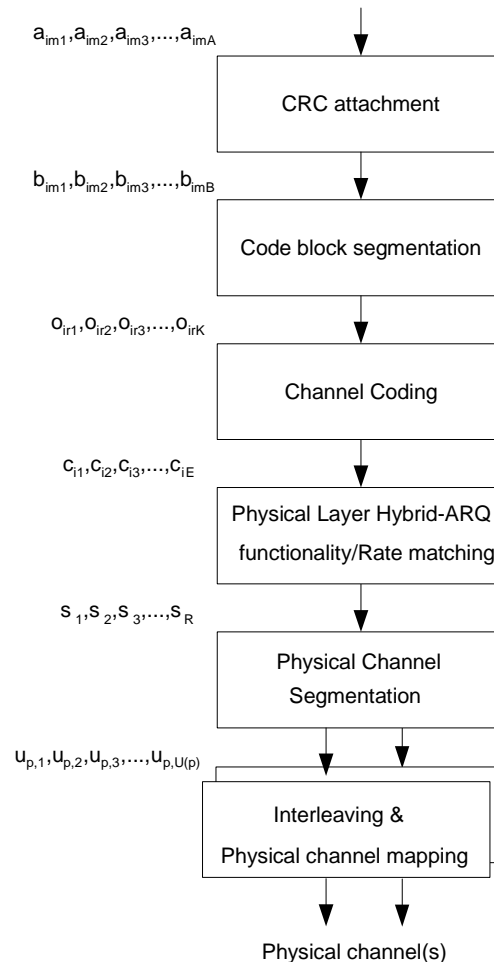 a_im1,a_im2,a_im3,...,a_imA
CRC attachment
b_im1,b_im2,b_im3,...,b_imB
Code block segmentation
o_ir1,o_ir2,o_ir3,...,o_irK
Channel Coding
c_i1,c_i2,c_i3,...,c_iE
Physical Layer Hybrid-ARQ
functionality/Rate matching
s_1,s_2,s_3,...,s_R
Physical Channel
Segmentation
u_p,1,u_p,2,u_p,3,...,u_p,U(p)
Interleaving &
Physical channel mapping
Physical channel(s)